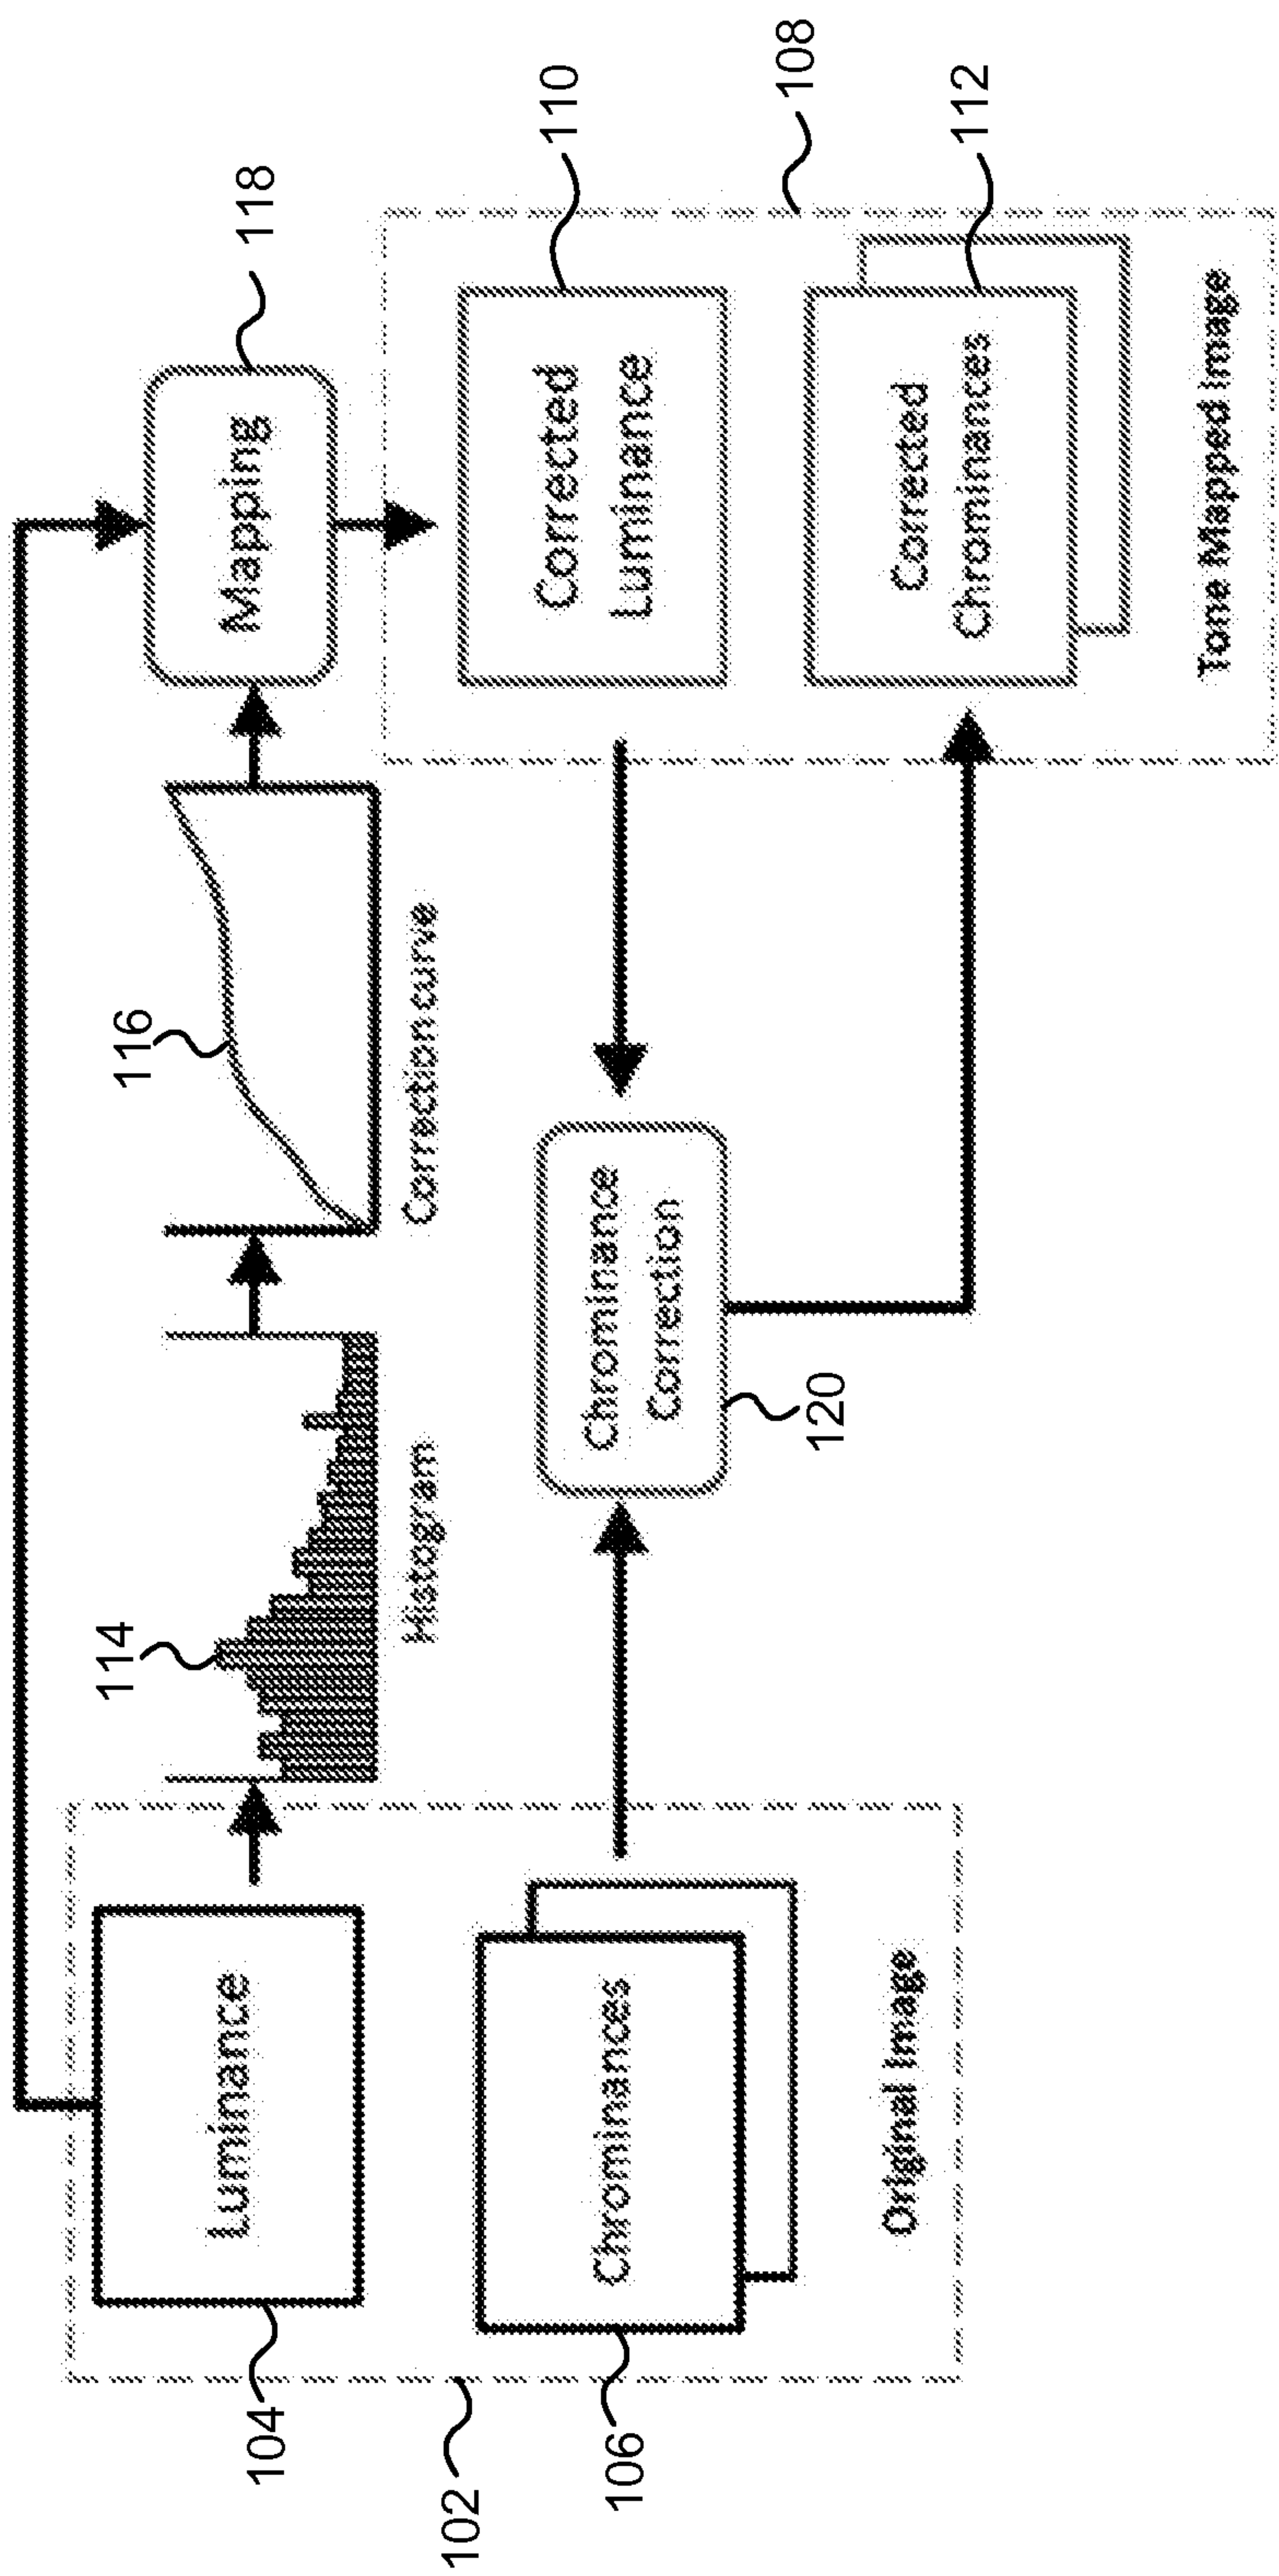 102
104
Luminance
106
Chrominances
Original Image
114
Histogram
116
Correction curve
118
Mapping
Chrominance
Correction
120
108
110
Corrected
Luminance
112
Corrected
Chrominances
Tone Mapped Image